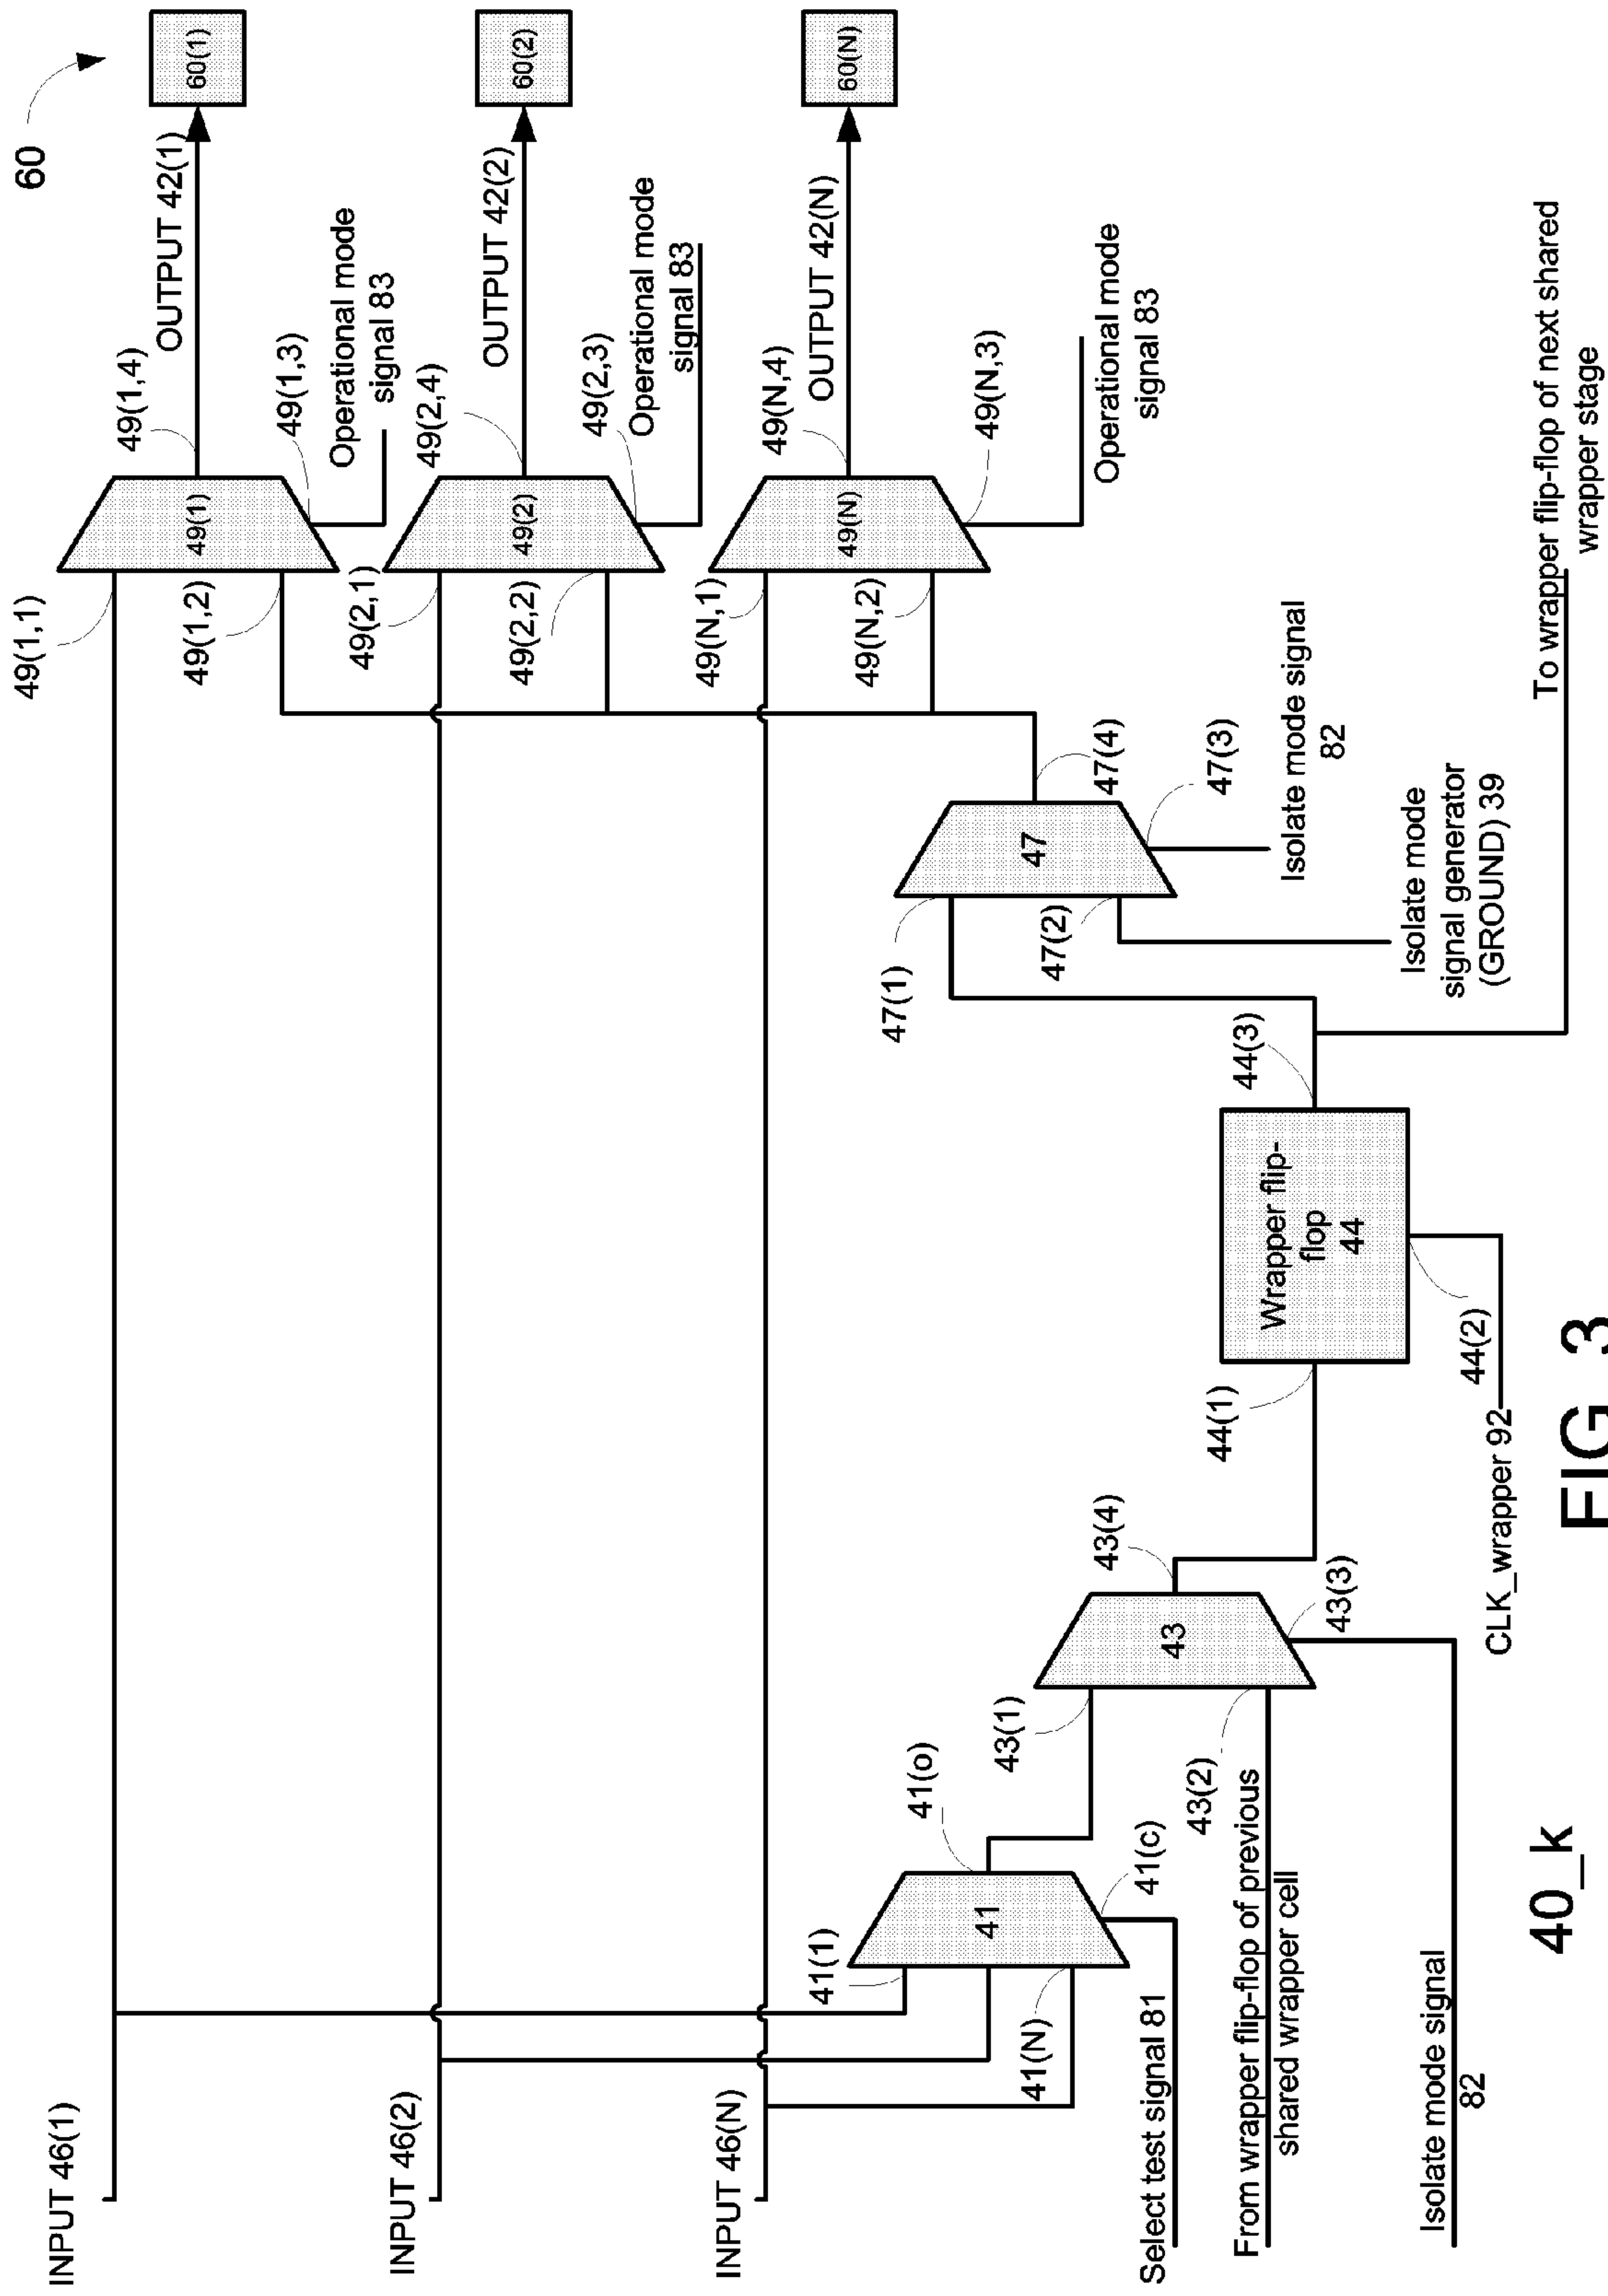 60
60(1)
60(2)
60(N)
OUTPUT 42(1)
OUTPUT 42(2)
OUTPUT 42(N)
49(1,4)
49(1,3)
Operational mode
signal 83
49(2,4)
49(2,3)
Operational mode
signal 83
49(N,4)
49(N,3)
Operational mode
signal 83
49(1)
49(2)
49(N)
49(1,1)
49(1,2)
49(2,1)
49(2,2)
49(N,1)
49(N,2)
To wrapper flip-flop of next shared
wrapper stage
47
47(4)
47(3)
Isolate mode signal
82
47(1)
47(2)
Isolate mode
signal generator
(GROUND) 39
44(3)
Wrapper flip-
flop
44
44(1)
44(2)
CLK_wrapper 92
43
43(4)
43(3)
43(1)
43(2)
41
41(o)
41(c)
41(1)
41(N)
INPUT 46(1)
INPUT 46(2)
INPUT 46(N)
Select test signal 81
From wrapper flip-flop of previous
shared wrapper cell
Isolate mode signal
82
40_k
FIG 3